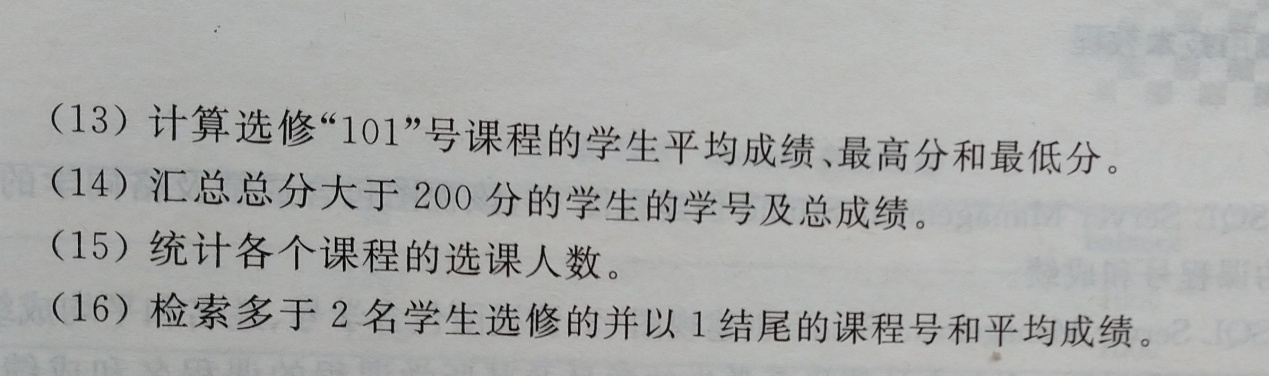 (13) 计算选修“101”号课程的学生平均成绩、最高分和最低分。
(14) 汇总总分大于 200 分的学生的学号及总成绩。
(15) 统计各个课程的选课人数。
(16) 检索多于 2 名学生选修的并以 1 结尾的课程号和平均成绩。